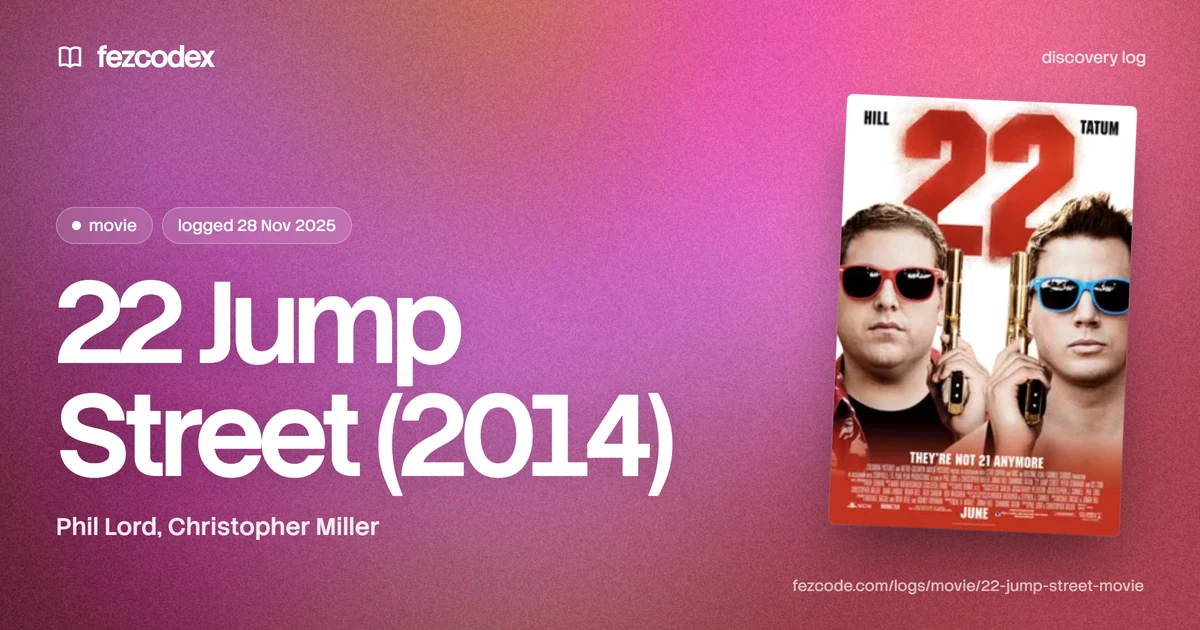 fezcodex
discovery log
movie
logged 28 Nov 2025
22 Jump
Street (2014)
Phil Lord, Christopher Miller
HILL
TATUM
22
THEY'RE NOT 21 ANYMORE
JUNE
fezcode.com/logs/movie/22-jump-street-movie